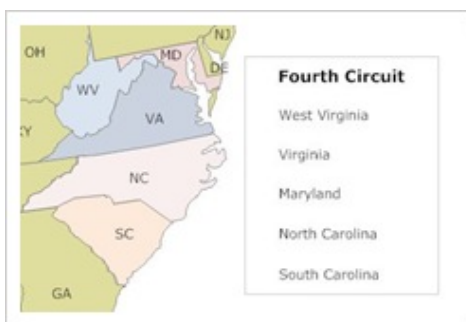 OH
NJ
MD
DE
WV
VA
KY
NC
SC
GA
Fourth Circuit
West Virginia
Virginia
Maryland
North Carolina
South Carolina